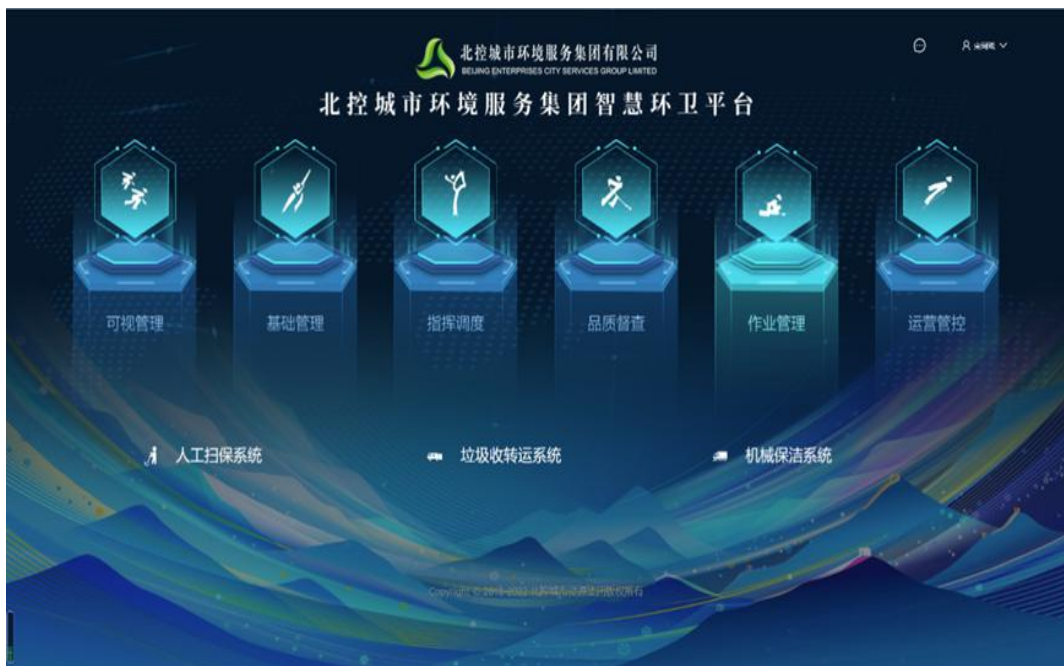 北控城市环境服务集团有限公司
BEIJING ENTERPRISES CITY SERVICES GROUP LIMITED
北控城市环境服务集团智慧环卫平台
可视管理
基础管理
指挥调度
品质督查
作业管理
运营管控
人工扫保系统
垃圾收转运系统
机械保洁系统
Copyright ©